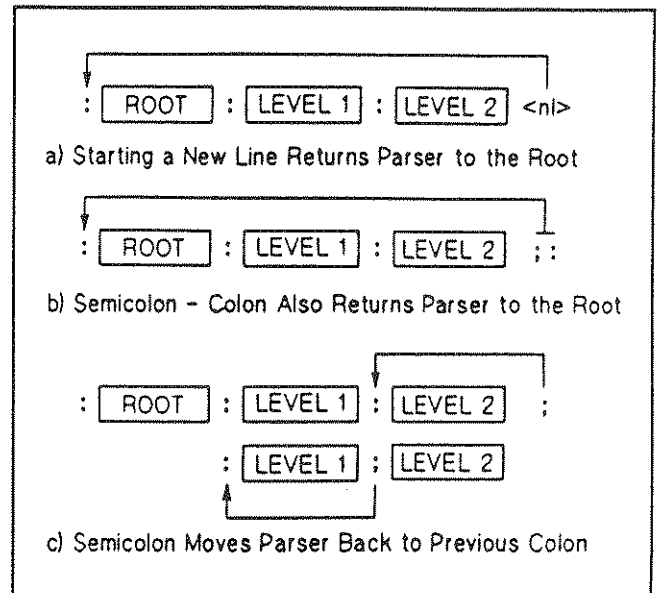 : ROOT : LEVEL 1 : LEVEL 2 <nl>
a) Starting a New Line Returns Parser to the Root
: ROOT : LEVEL 1 : LEVEL 2 ; :
b) Semicolon - Colon Also Returns Parser to the Root
: ROOT : LEVEL 1 : LEVEL 2 ;
: LEVEL 1 ; LEVEL 2
c) Semicolon Moves Parser Back to Previous Colon